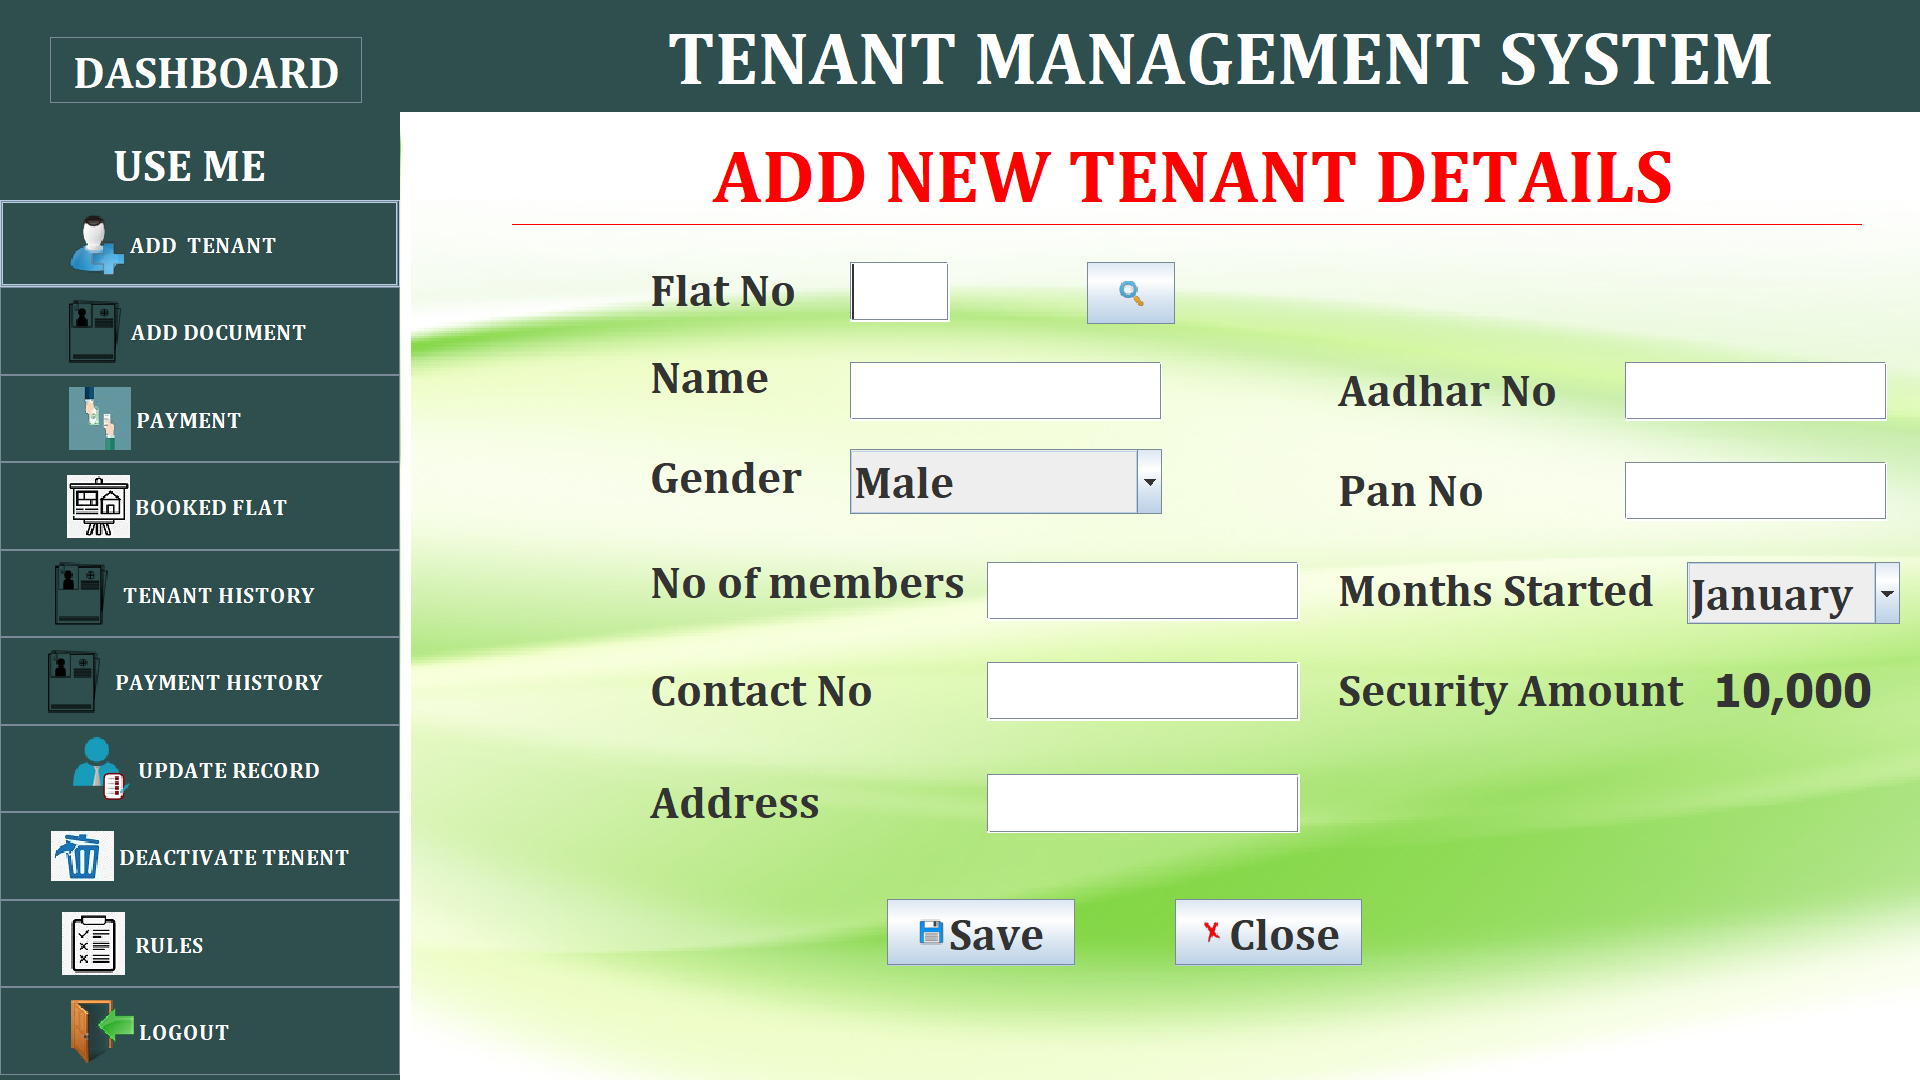 DASHBOARD
TENANT MANAGEMENT SYSTEM
USE ME
ADD TENANT
ADD DOCUMENT
PAYMENT
BOOKED FLAT
TENANT HISTORY
PAYMENT HISTORY
UPDATE RECORD
DEACTIVATE TENENT
RULES
LOGOUT
ADD NEW TENANT DETAILS
Flat No
Name
Aadhar No
Gender Male
Pan No
No of members
Months Started January
Contact No
Security Amount 10,000
Address
Save
Close